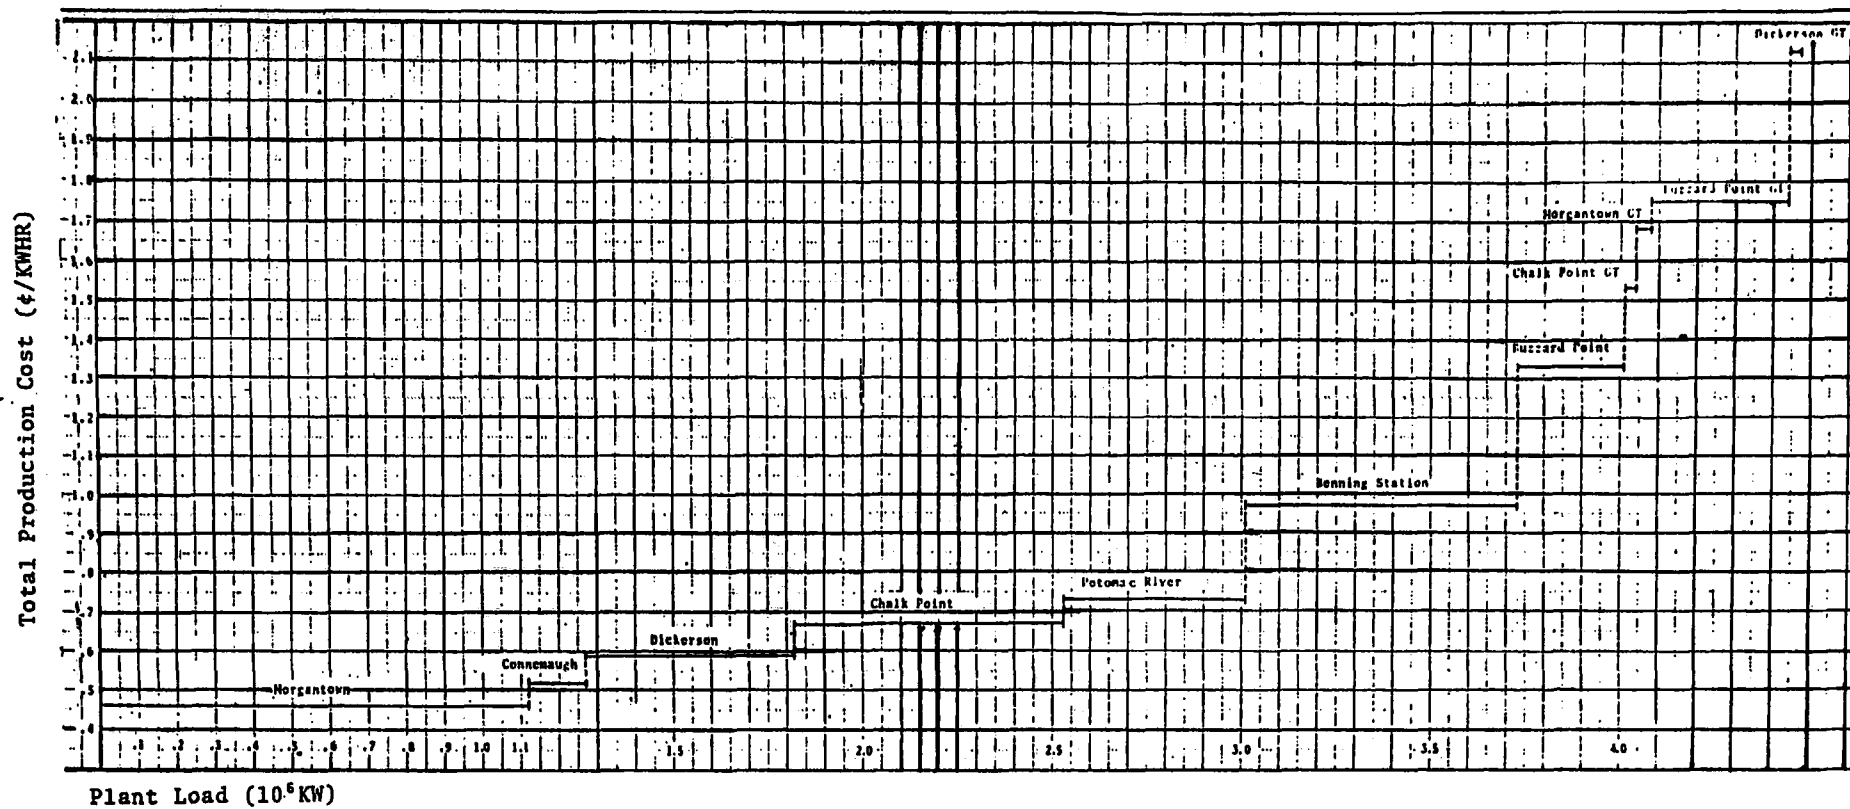 Total Production Cost (¢/KWHR)
2.1
2.0
1.9
1.8
1.7
1.6
1.5
1.4
1.3
1.2
1.1
1.0
.9
.8
.7
.6
.5
.4
Dickerson GT
Buzzard Point GT
Morgantown GT
Chalk Point GT
Buzzard Point
Benning Station
Potomac River
Chalk Point
Dickerson
Connemaugh
Morgantown
.1 .2 .3 .4 .5 .6 .7 .8 .9 1.0 1.1 1.5 2.0 2.5 3.0 3.5 4.0
Plant Load (10⁶KW)